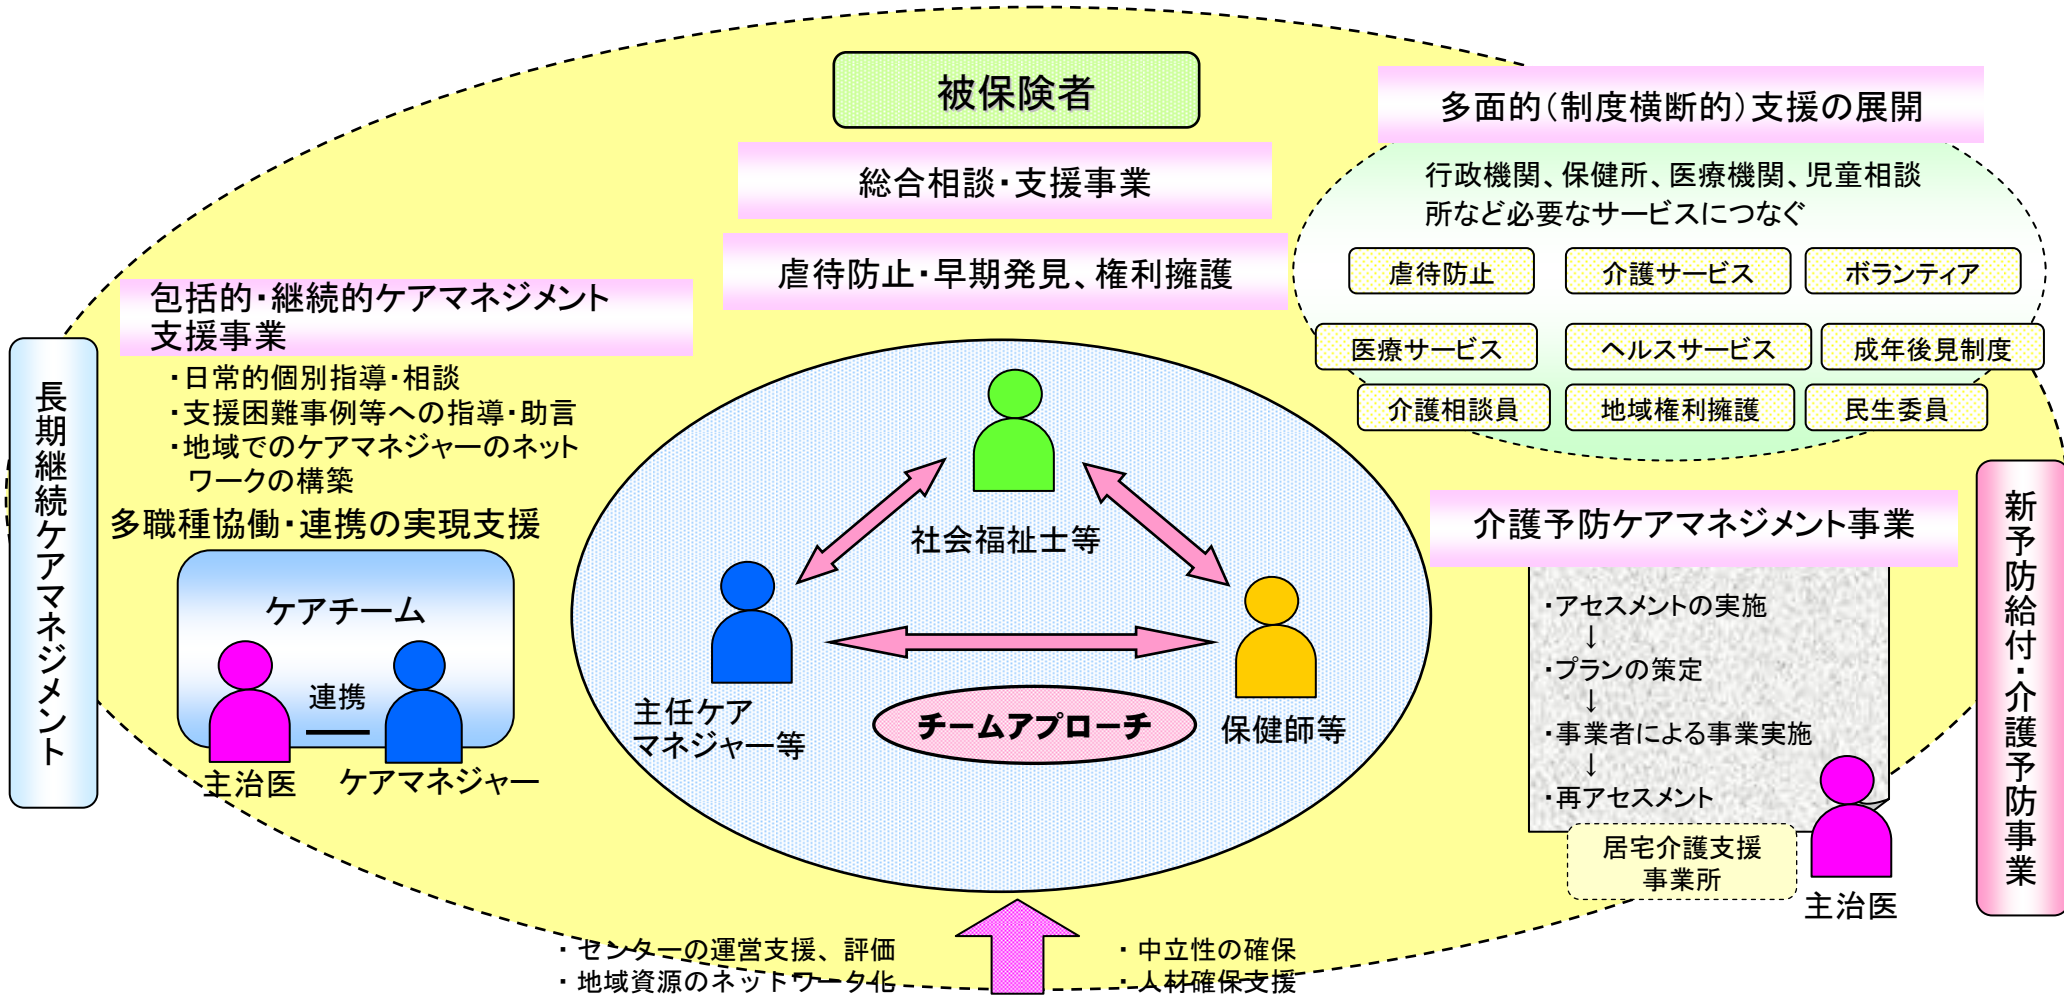 被保険者
総合相談・支援事業
虐待防止・早期発見、権利擁護
多面的（制度横断的）支援の展開
行政機関、保健所、医療機関、児童相談
所など必要なサービスにつなぐ
虐待防止
介護サービス
ボランティア
医療サービス
ヘルスサービス
成年後見制度
介護相談員
地域権利擁護
民生委員
包括的・継続的ケアマネジメント
支援事業
・日常的個別指導・相談
・支援困難事例等への指導・助言
・地域でのケアマネジャーのネット
ワークの構築
多職種協働・連携の実現支援
ケアチーム
連携
主治医
ケアマネジャー
長期継続ケアマネジメント
社会福祉士等
主任ケア
マネジャー等
チームアプローチ
保健師等
介護予防ケアマネジメント事業
・アセスメントの実施
↓
・プランの策定
↓
・事業者による事業実施
↓
・再アセスメント
居宅介護支援
事業所
主治医
新予防給付・介護予防事業
・センターの運営支援、評価
・地域資源のネットワーク化
・中立性の確保
・人材確保支援